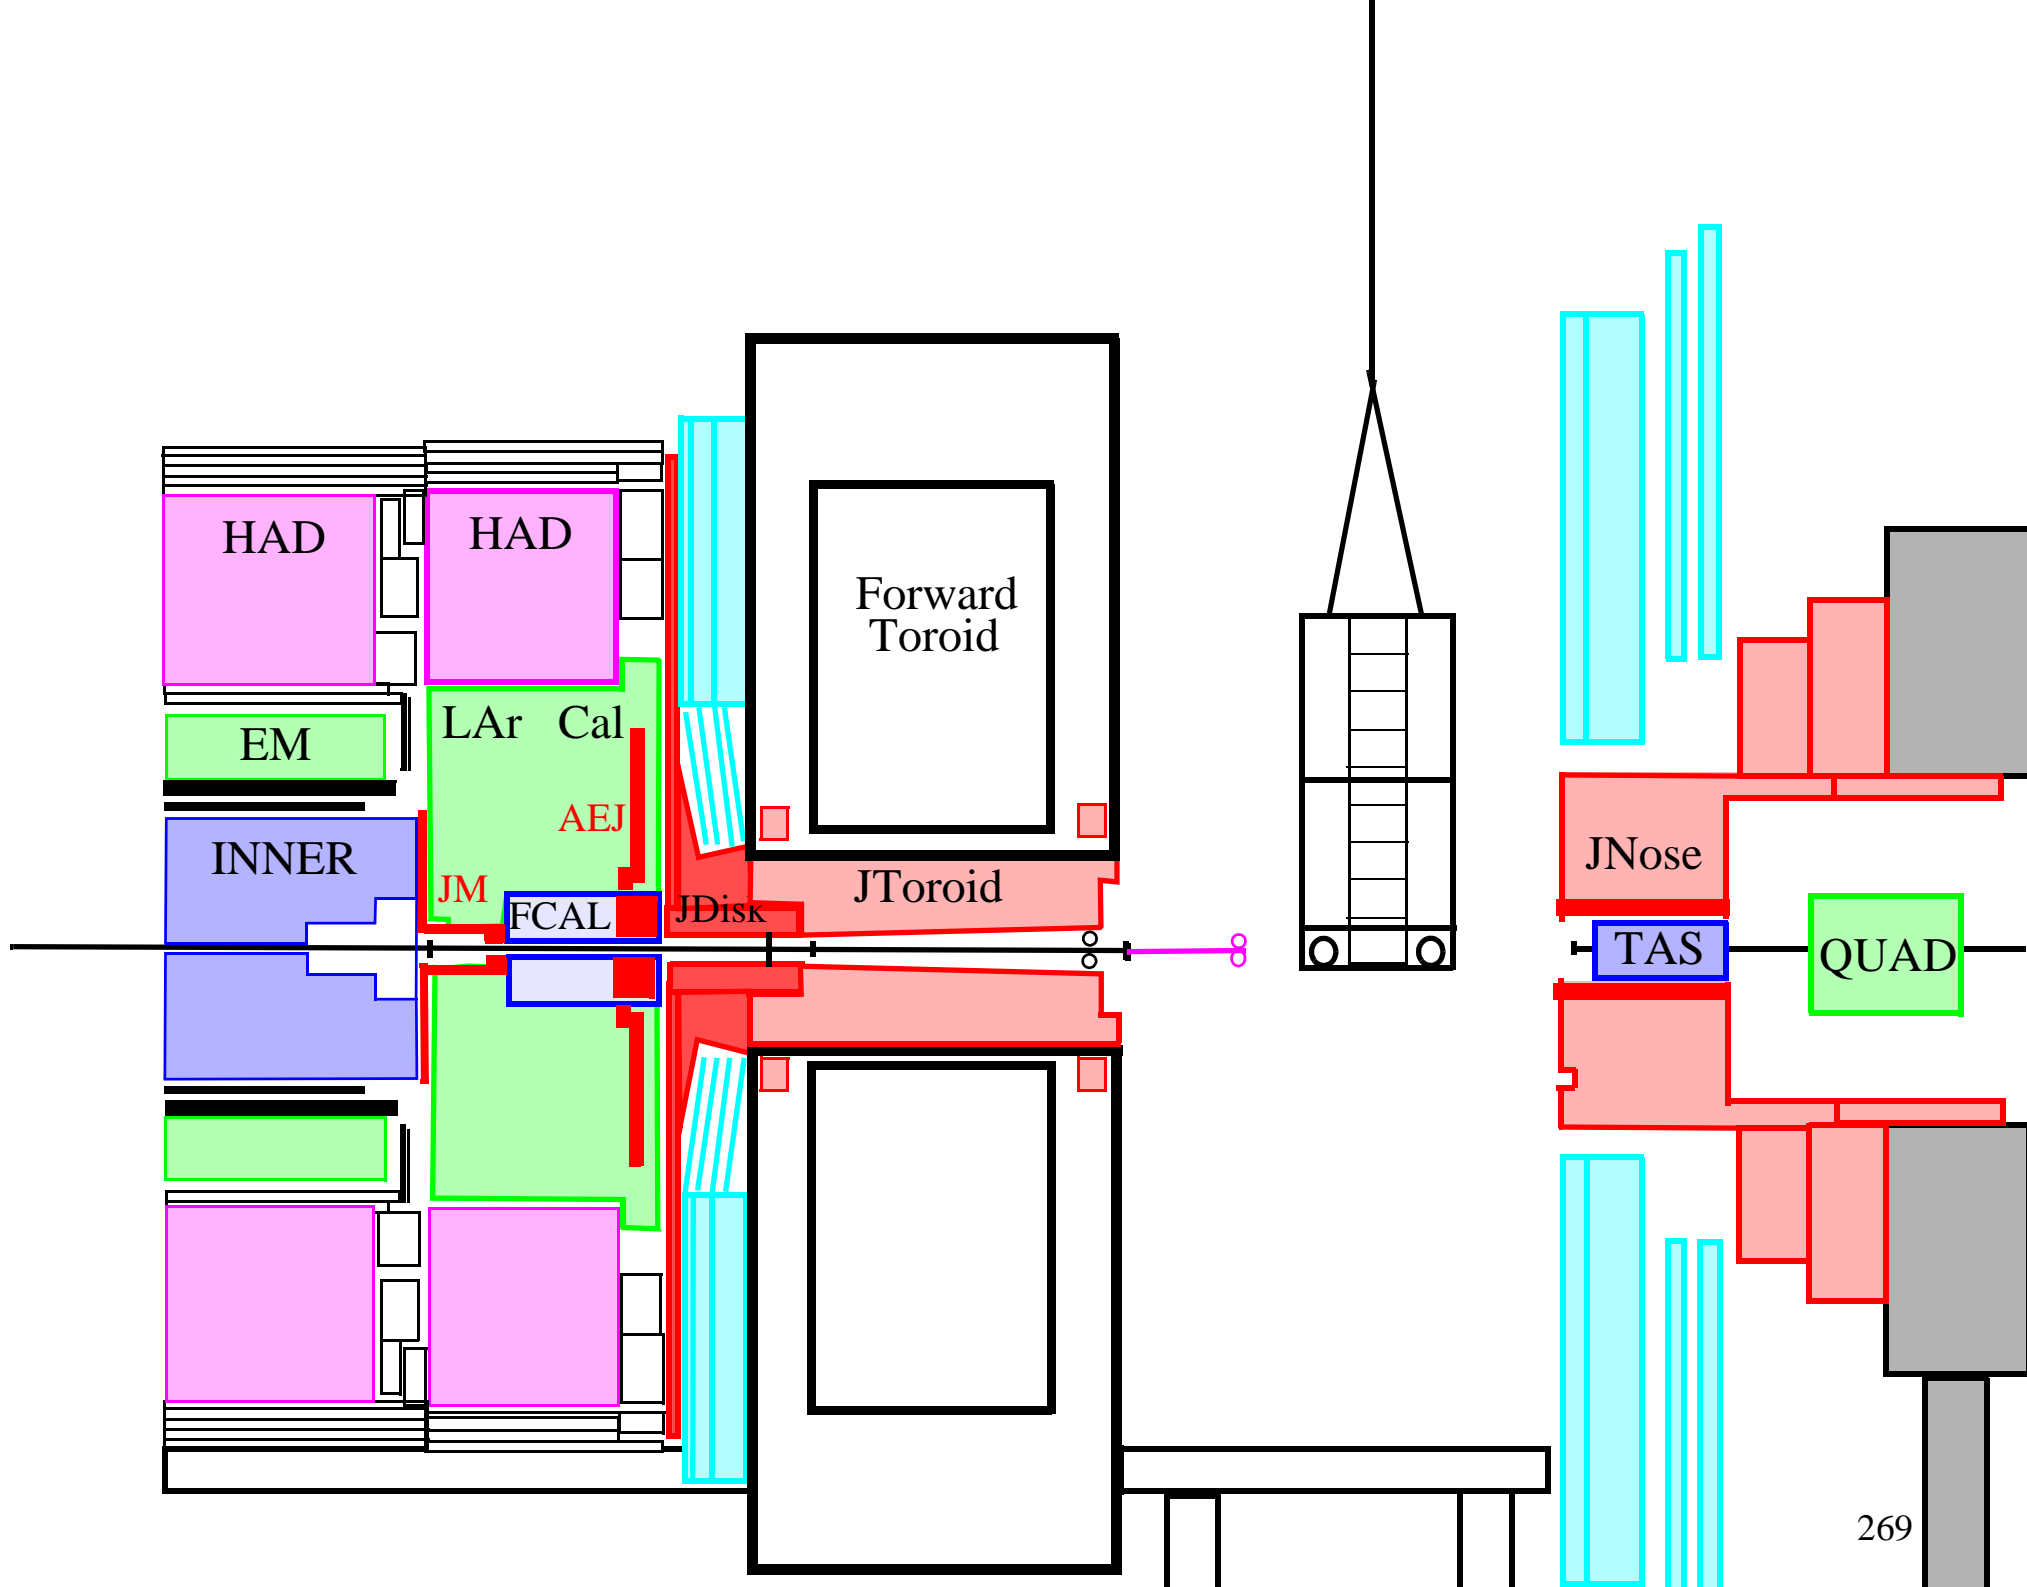 HAD
HAD
Forward
Toroid
LAr Cal
EM
AEJ
INNER
JM
JToroid
JNose
FCAL
JDisk
TAS
QUAD
269